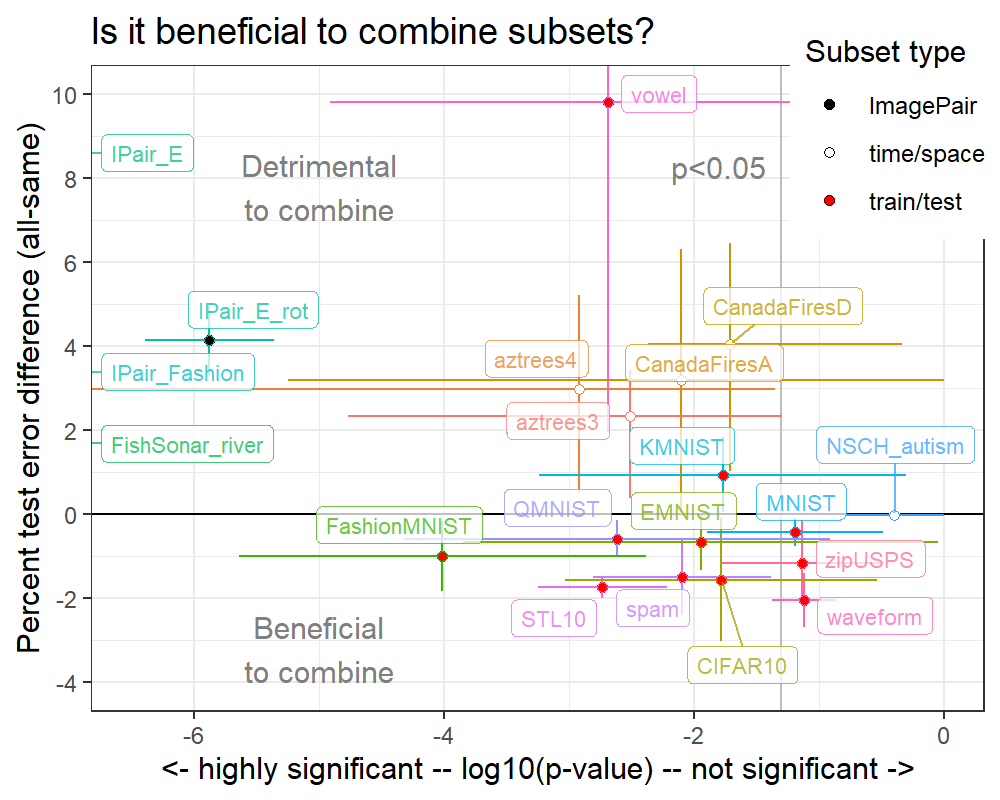 Is it beneficial to combine subsets?
Subset type
ImagePair
time/space
train/test
Percent test error difference (all-same)
10
8
6
4
2
0
-2
-4
vowel
IPair_E
Detrimental
to combine
p<0.05
IPair_E_rot
CanadaFiresD
aztrees4
CanadaFiresA
IPair_Fashion
aztrees3
FishSonar_river
KMNIST
NSCH_autism
QMNIST
EMNIST
MNIST
FashionMNIST
zipUSPS
STL10
spam
waveform
Beneficial
to combine
CIFAR10
-6
-4
-2
0
<- highly significant -- log10(p-value) -- not significant ->